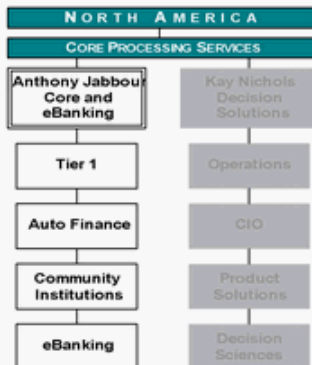 NORTH AMERICA
CORE PROCESSING SERVICES
Anthony Jabbour
Core and
eBanking
Tier 1
Auto Finance
Community
Institutions
eBanking
Kay Nichols
Decision
Solutions
Operations
CIO
Product
Solutions
Decision
Sciences